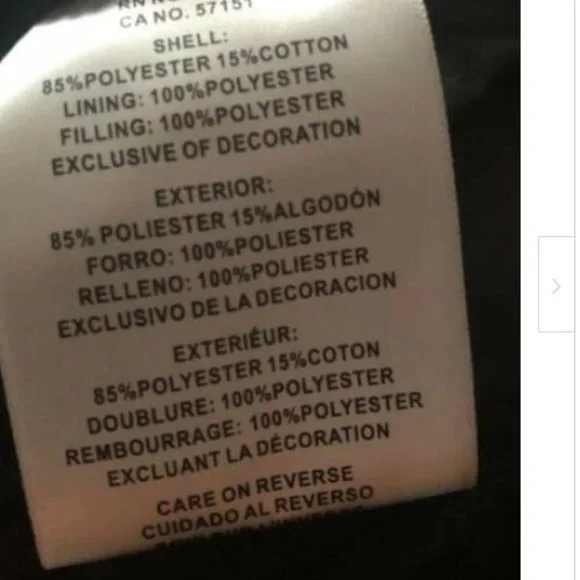 CA NO. 57151
SHELL:
85%POLYESTER 15%COTTON
LINING: 100%POLYESTER
FILLING: 100%POLYESTER
EXCLUSIVE OF DECORATION
EXTERIOR:
85% POLIESTER 15%ALGODÓN
FORRO: 100%POLIESTER
RELLENO: 100%POLIESTER
EXCLUSIVO DE LA DECORACION
EXTERIÉUR:
85%POLYESTER 15%COTON
DOUBLURE: 100%POLYESTER
REMBOURRAGE: 100%POLYESTER
EXCLUANT LA DÉCORATION
CARE ON REVERSE
CUIDADO AL REVERSO